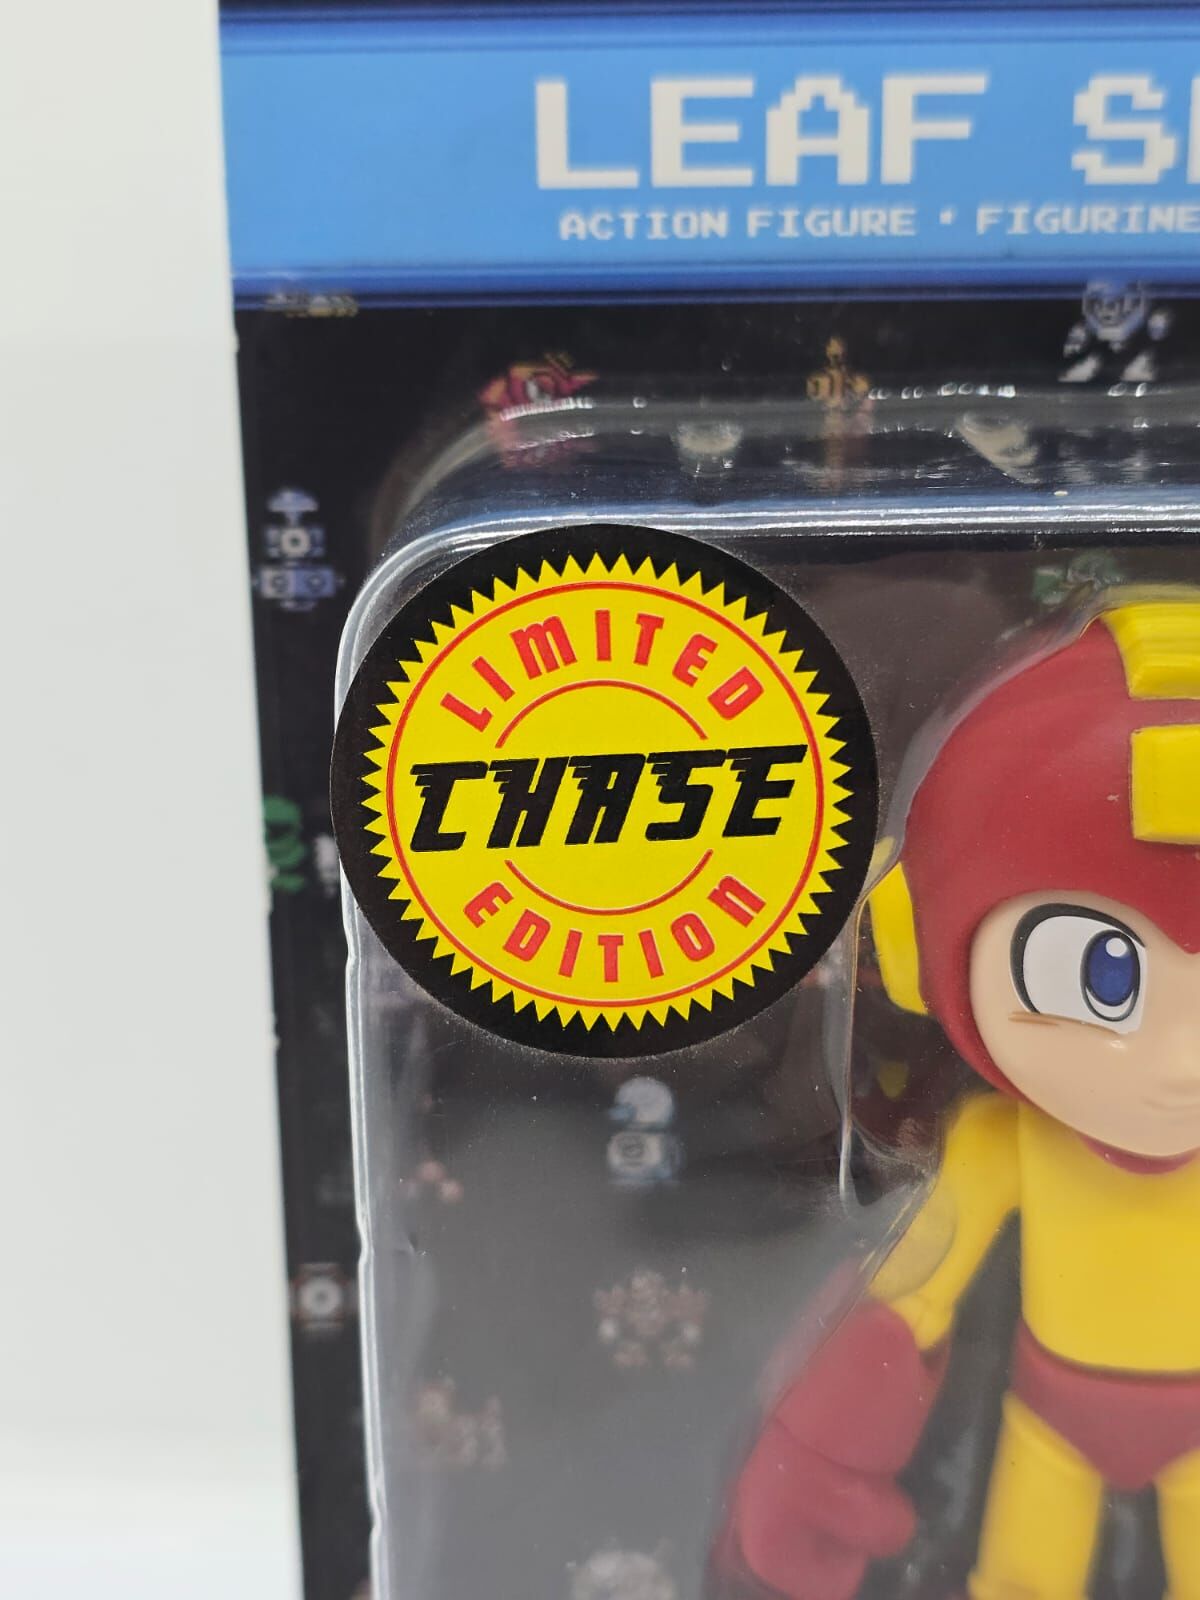 LEAF S
ACTION FIGURE • FIGURINE
LIMITED
CHASE
EDITION